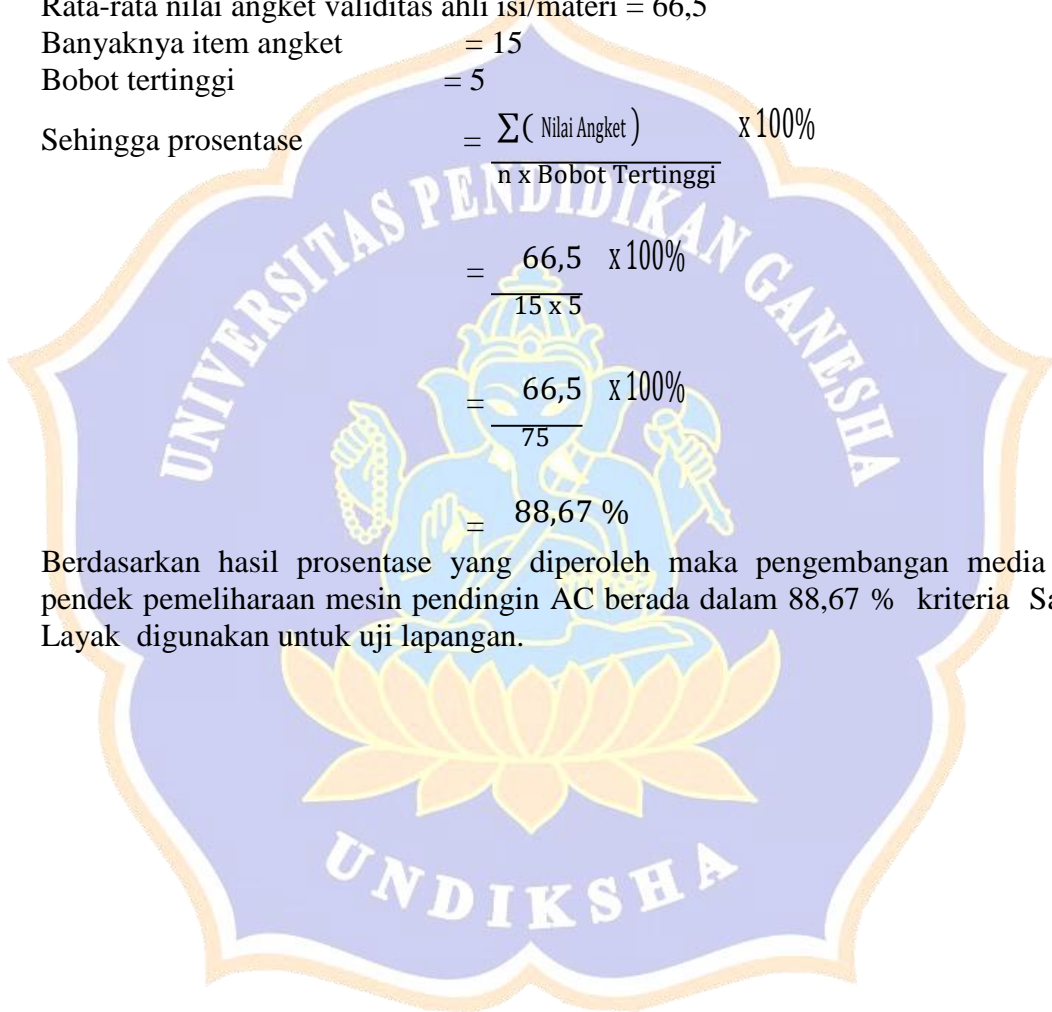 Rata-rata nilai angket validitas ahli isi/materi = 66,5
Banyaknya item angket = 15
Bobot tertinggi = 5
Sehingga prosentase = ∑( Nilai Angket ) x 100%
n x Bobot Tertinggi
= 66,5 x 100%
15 x 5
= 66,5 x 100%
75
= 88,67 %
Berdasarkan hasil prosentase yang diperoleh maka pengembangan media
pendek pemeliharaan mesin pendingin AC berada dalam 88,67 % kriteria Sa
Layak digunakan untuk uji lapangan.
UNIVERSITAS PENDIDIKAN GANESHA
UNDIKSHA